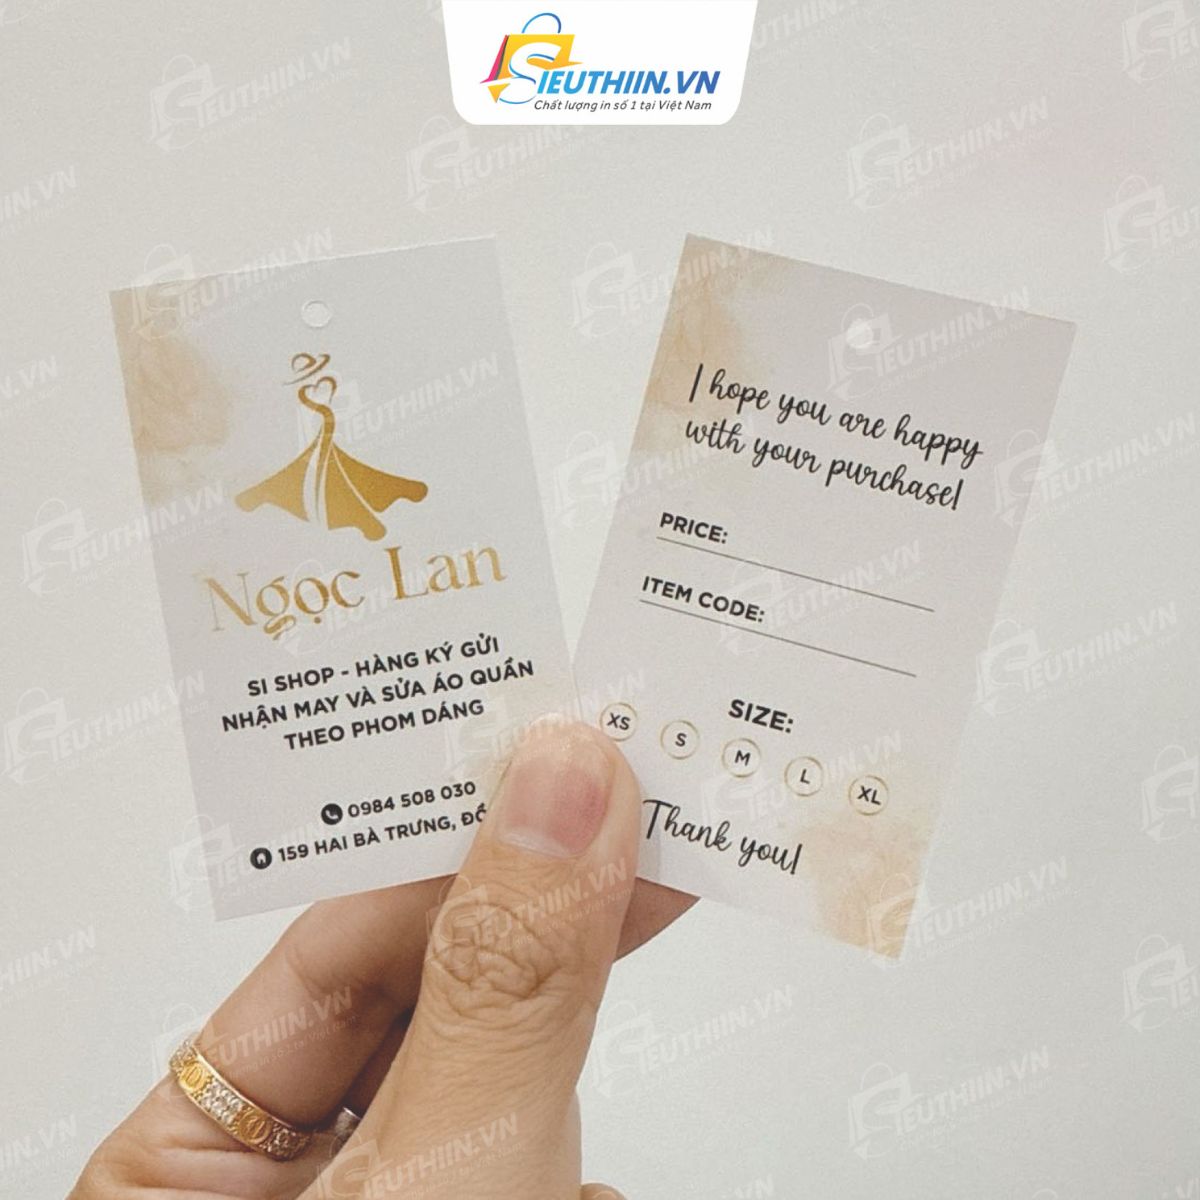 SIEUTHIIN.VN
Chất lượng in số 1 tại Việt Nam
Ngọc Lan
SI SHOP - HÀNG KÝ GỬI
NHẬN MAY VÀ SỬA ÁO QUẦN
THEO PHOM DÁNG
0984 508 030
159 HAI BÀ TRƯNG,
I hope you are happy
with your purchase!
PRICE:
ITEM CODE:
SIZE:
XS S M L XL
Thank you!